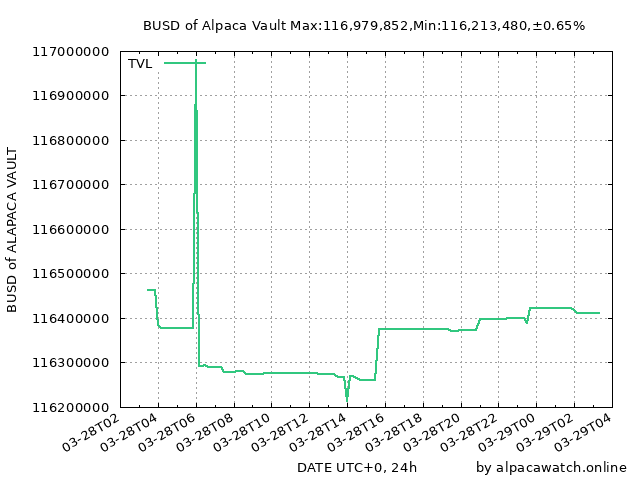 BUSD of Alpaca Vault Max:116,979,852,Min:116,213,480,±0.65%
117000000
TVL
116900000
116800000
116700000
116600000
116500000
116400000
116300000
116200000
BUSD of ALAPACA VAULT
03-28T02
03-28T04
03-28T06
03-28T08
03-28T10
03-28T12
03-28T14
03-28T16
03-28T18
03-28T20
03-28T22
03-29T00
03-29T02
03-29T04
DATE UTC+0, 24h
by alpacawatch.online